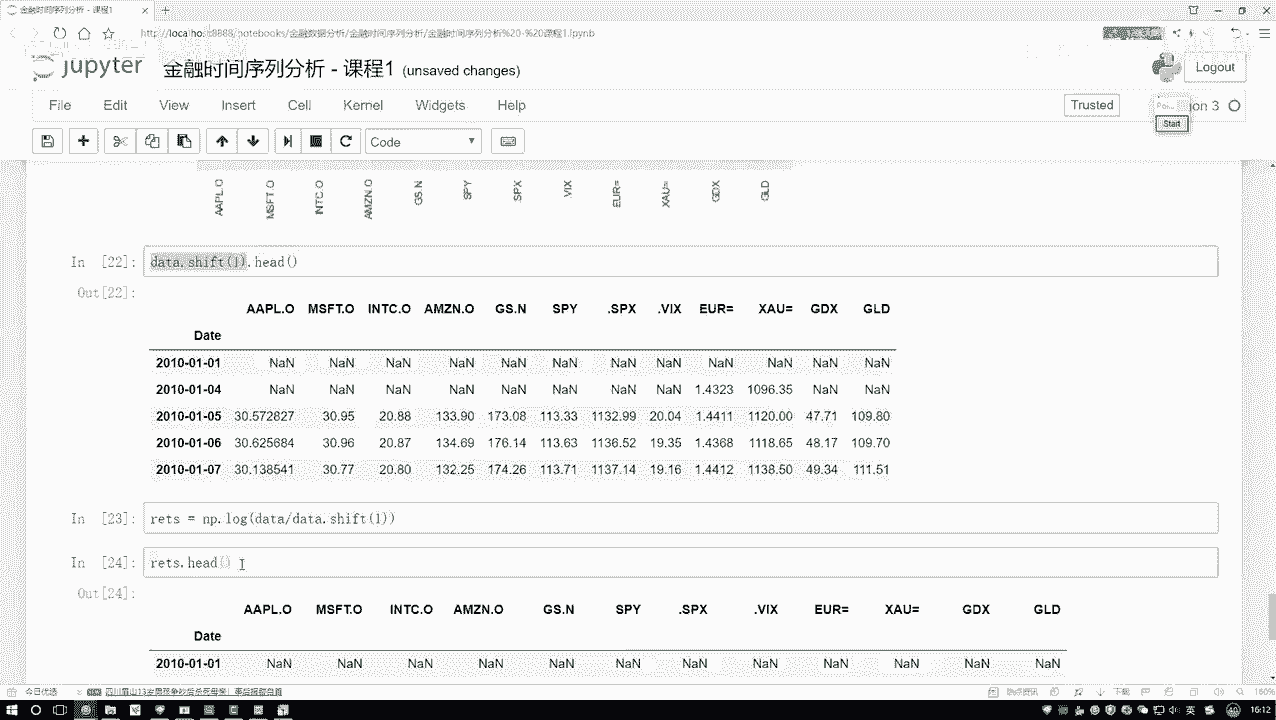 金融时间序列分析 - 课程1
http://localhost:8888/notebooks/金融数据分析/金融时间序列分析/金融时间序列分析%20-%20课程1.ipynb
jupyter 金融时间序列分析 - 课程1 (unsaved changes) Logout
File Edit View Insert Cell Kernel Widgets Help Trusted on 3
Start
Code
AAPL.O MSFT.O INTC.O AMZN.O GS.N SPY .SPX .VIX EUR= XAU= GDX GLD
In [22]: data.shift(1).head()
Out[22]:
AAPL.O MSFT.O INTC.O AMZN.O GS.N SPY .SPX .VIX EUR= XAU= GDX GLD
Date
2010-01-01 NaN NaN NaN NaN NaN NaN NaN NaN NaN NaN NaN NaN
2010-01-04 NaN NaN NaN NaN NaN NaN NaN NaN 1.4323 1096.35 NaN NaN
2010-01-05 30.572827 30.95 20.88 133.90 173.08 113.33 1132.99 20.04 1.4411 1120.00 47.71 109.80
2010-01-06 30.625684 30.96 20.87 134.69 176.14 113.63 1136.52 19.35 1.4368 1118.65 48.17 109.70
2010-01-07 30.138541 30.77 20.80 132.25 174.26 113.71 1137.14 19.16 1.4412 1138.50 49.34 111.51
In [23]: rets = np.log(data/data.shift(1))
In [24]: rets.head()
Out[24]:
AAPL.O MSFT.O INTC.O AMZN.O GS.N SPY .SPX .VIX EUR= XAU= GDX GLD
Date
2010-01-01 NaN NaN NaN NaN NaN NaN NaN NaN NaN NaN NaN NaN
今日优选
下载 160%
英 16:12